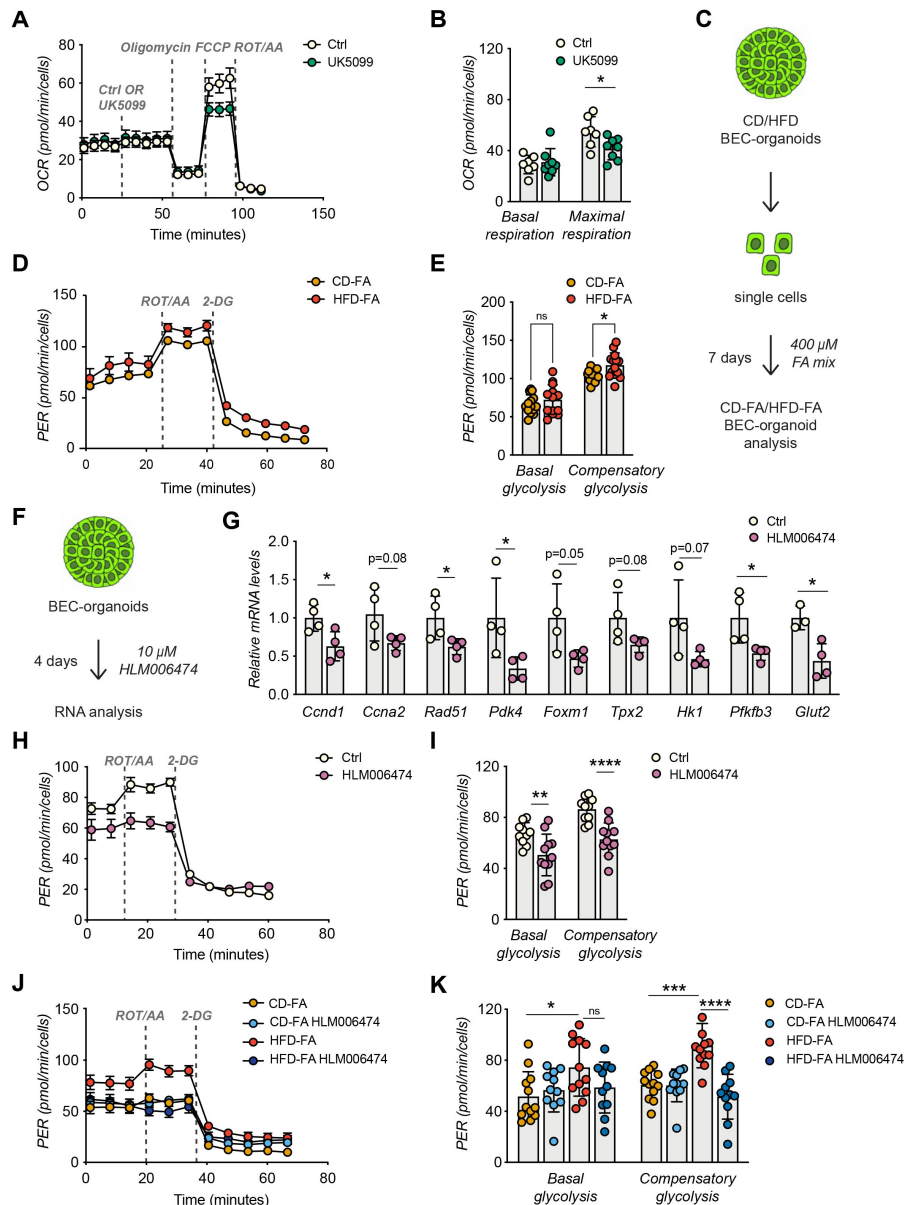 A
Oligomycin FCCP ROT/AA
Ctrl
UK5099
Ctrl OR
UK5099
OCR (pmol/min/cells)
80
60
40
20
0
0 50 100 150
Time (minutes)
B
Ctrl
UK5099
OCR (pmol/min/cells)
120
80
40
0
*
Basal
respiration
Maximal
respiration
C
CD/HFD
BEC-organoids
single cells
7 days
400 µM
FA mix
CD-FA/HFD-FA
BEC-organoid
analysis
D
CD-FA
HFD-FA
ROT/AA 2-DG
PER (pmol/min/cells)
150
100
50
0
0 20 40 60 80
Time (minutes)
E
CD-FA
HFD-FA
PER (pmol/min/cells)
200
150
100
50
0
ns
*
Basal
glycolysis
Compensatory
glycolysis
F
BEC-organoids
4 days
10 µM
HLM006474
RNA analysis
G
Ctrl
HLM006474
Relative mRNA levels
2.0
1.5
1.0
0.5
0.0
* p=0.08 * * p=0.05 p=0.08 p=0.07 * *
Ccnd1 Ccna2 Rad51 Pdk4 Foxm1 Tpx2 Hk1 Pfkfb3 Glut2
H
ROT/AA 2-DG
Ctrl
HLM006474
PER (pmol/min/cells)
100
80
60
40
20
0
0 20 40 60 80
Time (minutes)
I
Ctrl
HLM006474
PER (pmol/min/cells)
120
80
40
0
**
****
Basal
glycolysis
Compensatory
glycolysis
J
ROT/AA 2-DG
CD-FA
CD-FA HLM006474
HFD-FA
HFD-FA HLM006474
PER (pmol/min/cells)
150
100
50
0
0 20 40 60 80
Time (minutes)
K
CD-FA
CD-FA HLM006474
HFD-FA
HFD-FA HLM006474
PER (pmol/min/cells)
120
80
40
0
*
ns
***
****
Basal
glycolysis
Compensatory
glycolysis